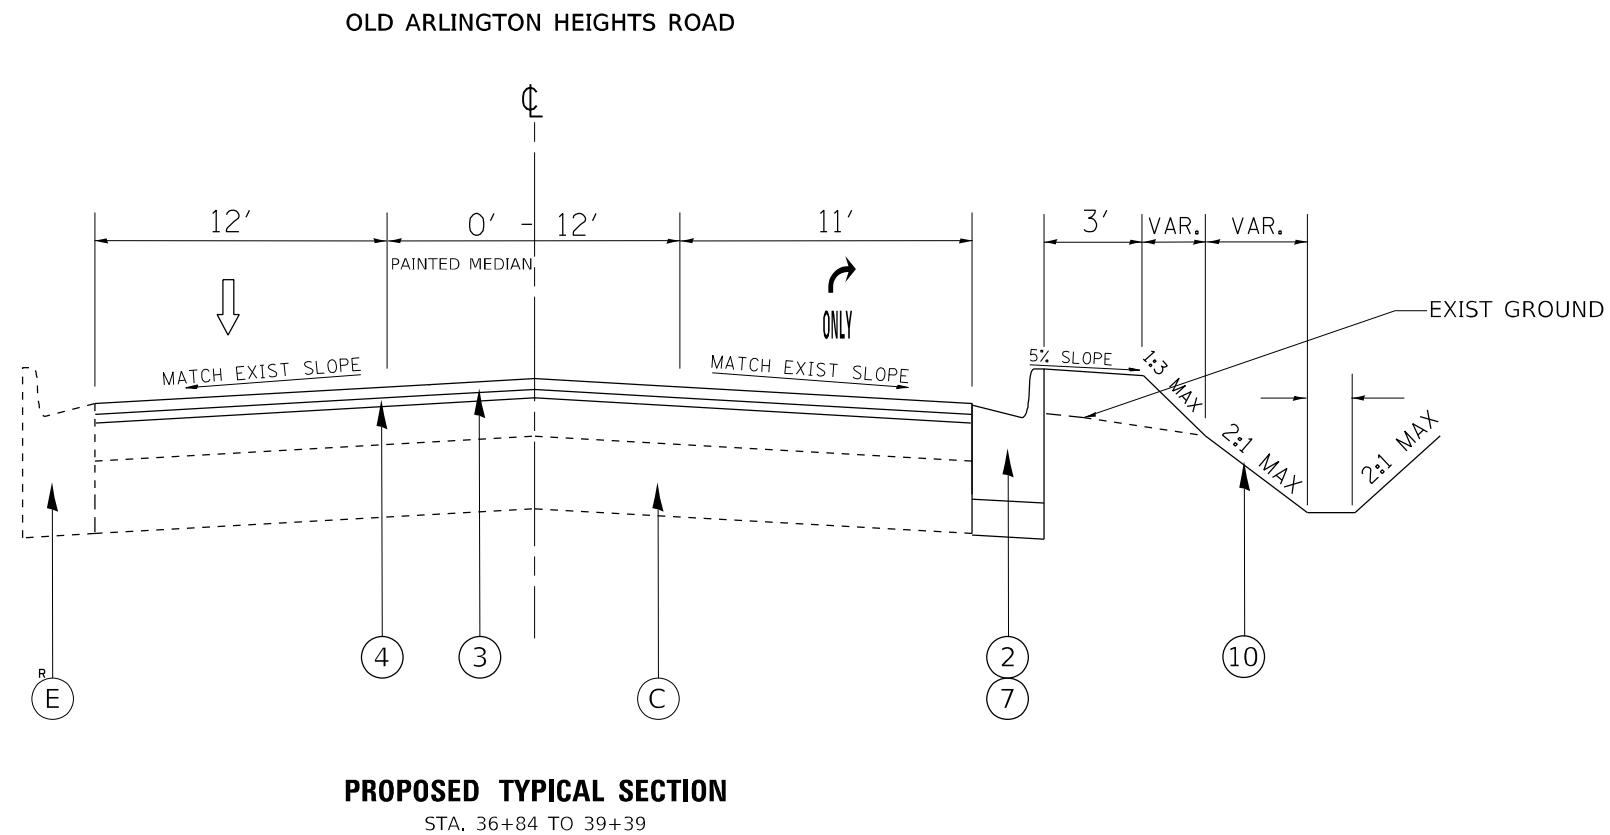 OLD ARLINGTON HEIGHTS ROAD
℄
12' 0' - 12' 11' 3' VAR. VAR.
PAINTED MEDIAN
ONLY
EXIST GROUND
MATCH EXIST SLOPE MATCH EXIST SLOPE 5% SLOPE 1:3 MAX
2:1 MAX 2:1 MAX
4 3 2 10
R
E C 7
PROPOSED TYPICAL SECTION
STA. 36+84 TO 39+39